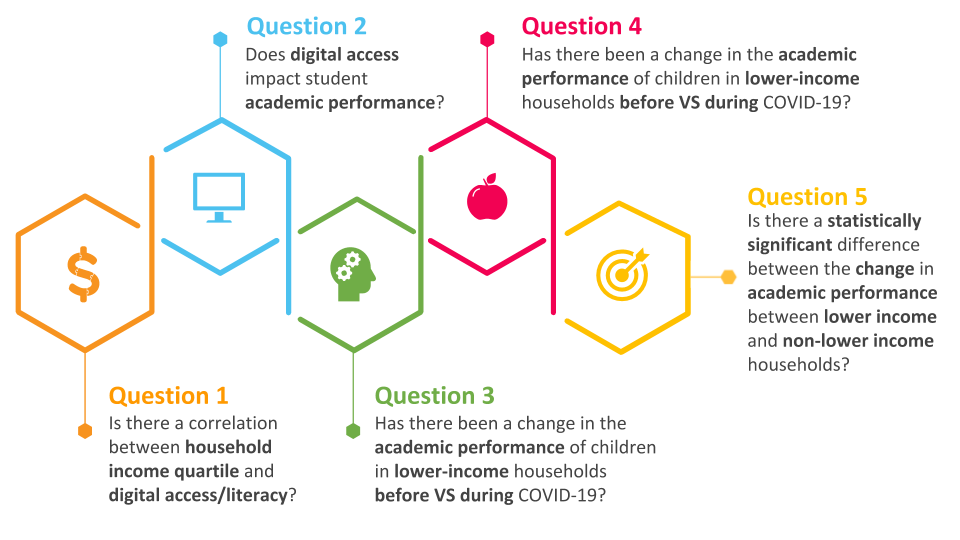 Question 1
Is there a correlation
between household
income quartile and
digital access/literacy?
Question 2
Does digital access
impact student
academic performance?
Question 3
Has there been a change in the
academic performance of children
in lower-income households
before VS during COVID-19?
Question 4
Has there been a change in the academic
performance of children in lower-income
households before VS during COVID-19?
Question 5
Is there a statistically
significant difference
between the change in
academic performance
between lower income
and non-lower income
households?